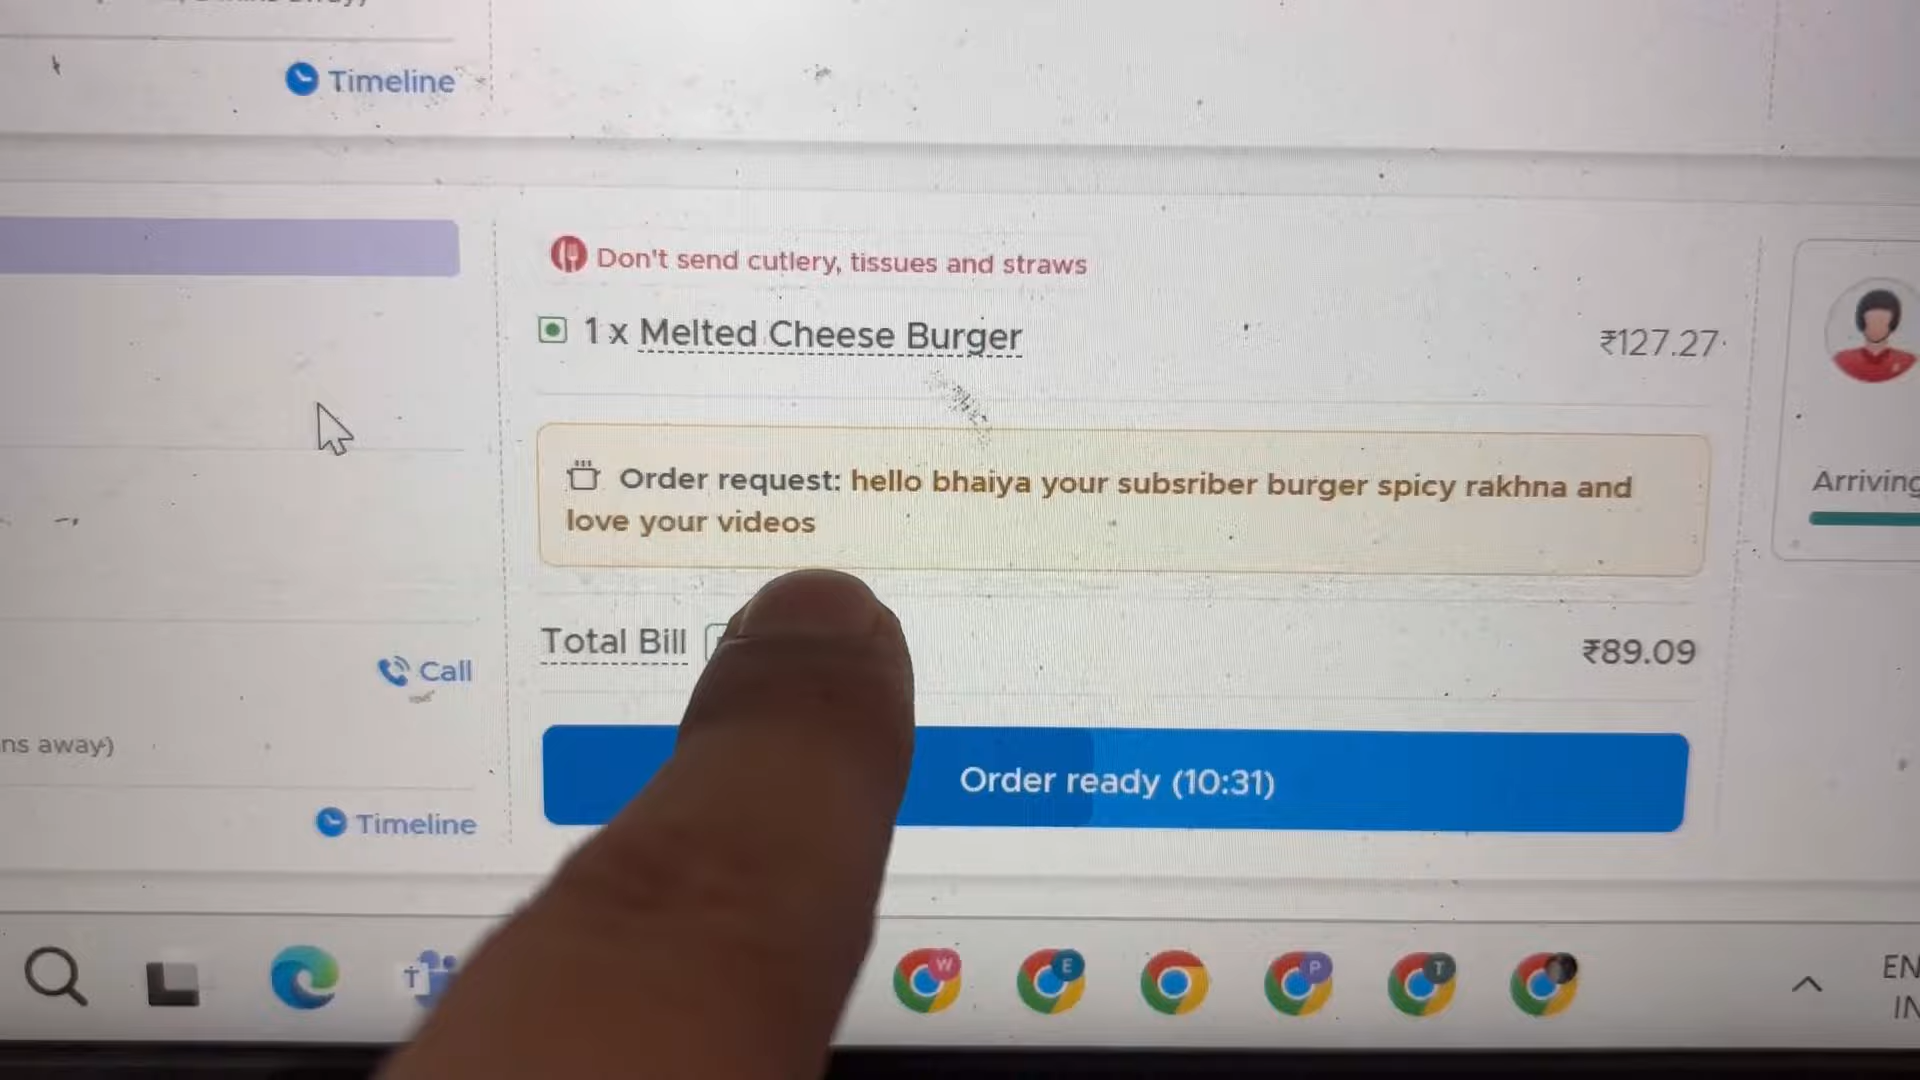 Timeline
Don't send cutlery, tissues and straws
1 x Melted Cheese Burger ₹127.27
Order request: hello bhaiya your subsriber burger spicy rakhna and
love your videos
Arriving
Total Bill ₹89.09
Call
ns away)
Order ready (10:31)
Timeline
T W E P T
EN
IN